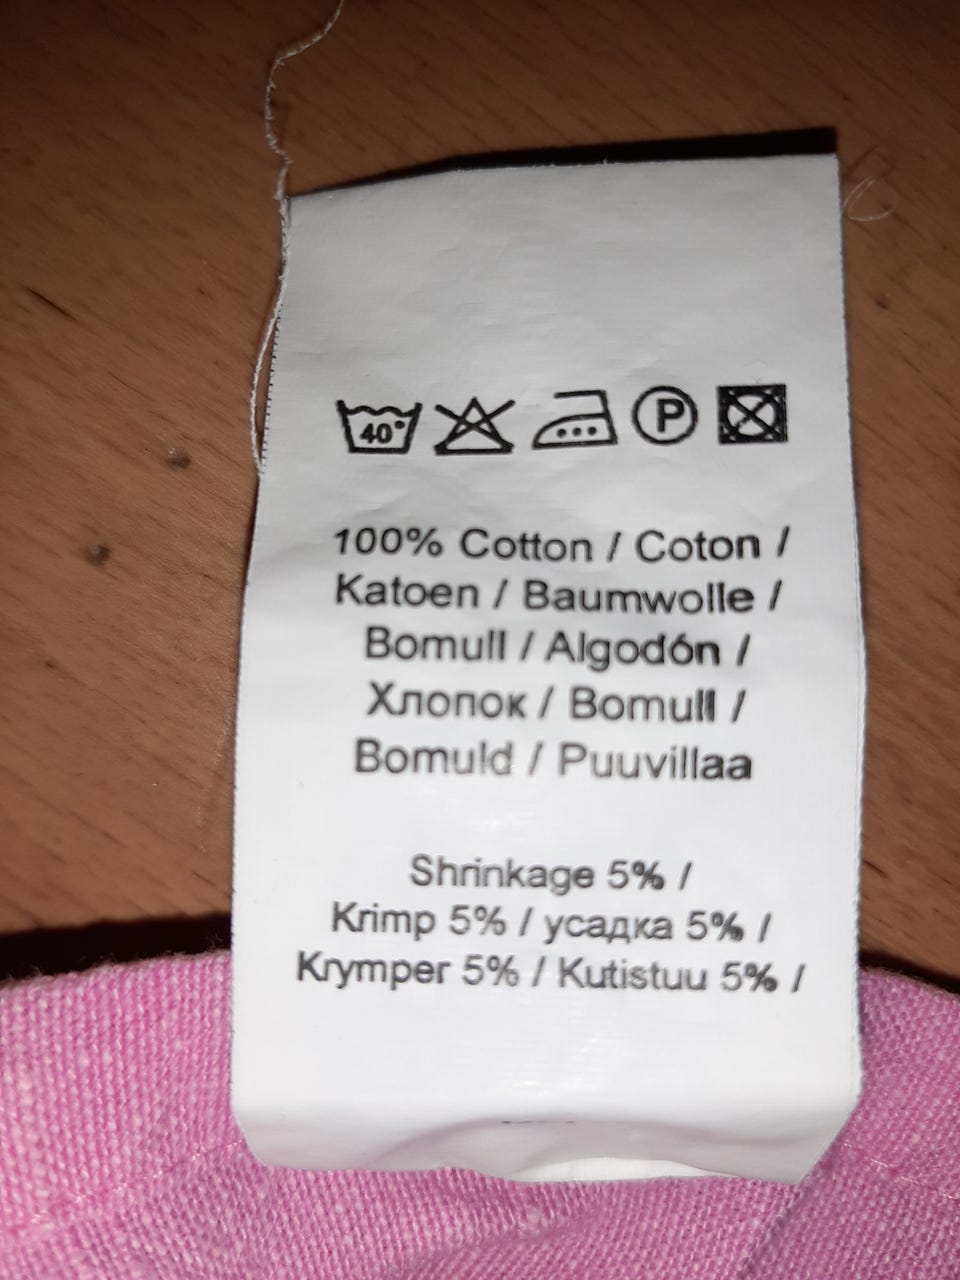 40°
P
100% Cotton / Coton /
Katoen / Baumwolle /
Bomull / Algodón /
Хлопок / Bomull /
Bomuld / Puuvillaa
Shrinkage 5% /
Krimp 5% / усадка 5% /
Krymper 5% / Kutistuu 5% /